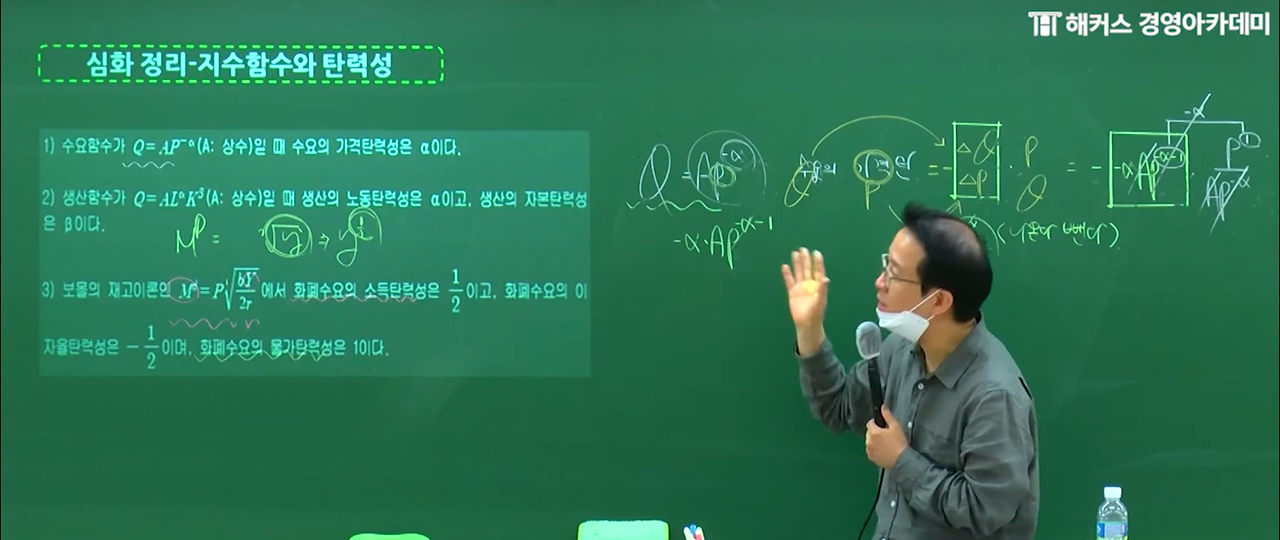 해커스 경영아카데미
심화 정리-지수함수와 탄력성
1) 수요함수가 Q=AP^{-α}(A: 상수)일 때 수요의 가격탄력성은 α이다.
2) 생산함수가 Q=AL^{α}K^{β}(A: 상수)일 때 생산의 노동탄력성은 α이고, 생산의 자본탄력성
은 β이다.
3) 보몰의 재고이론인 M^{d}=P√(bY/2r)에서 화폐수요의 소득탄력성은 1/2이고, 화폐수요의 이
자율탄력성은 -1/2이며, 화폐수요의 물가탄력성은 1이다.
Q = AP^{-α}
= - ΔQ/ΔP · P/Q = - -αAP^{-α-1} P^{1}/AP^{-α}
-α
-α·AP^{-α-1}